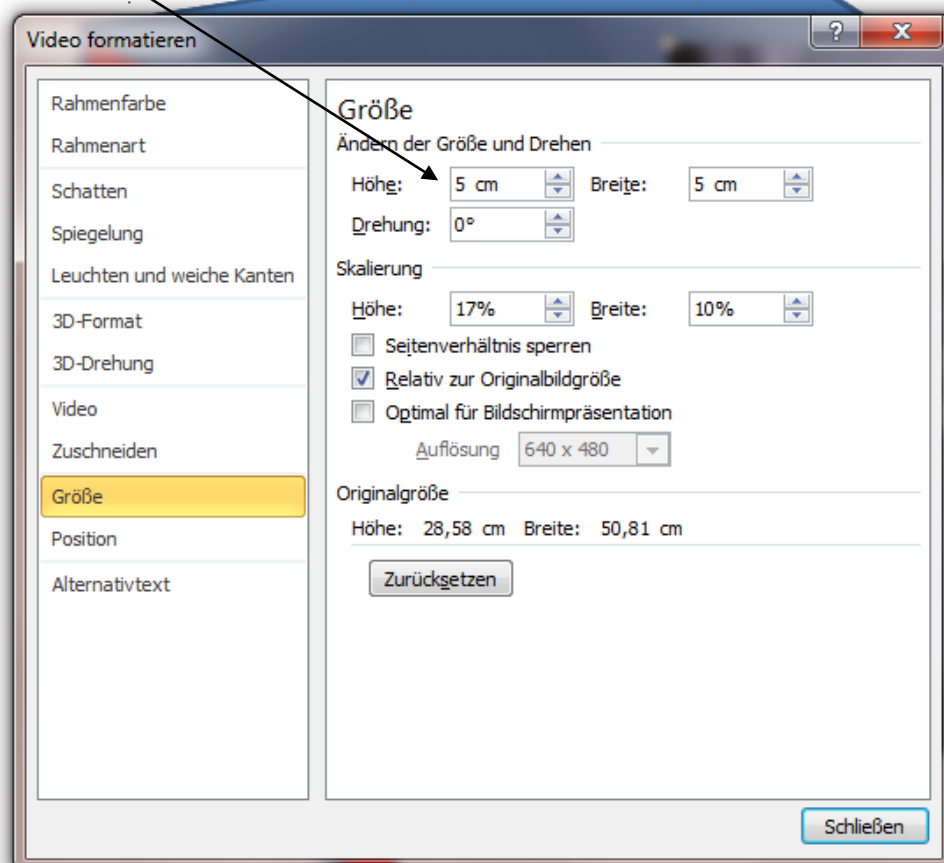 Video formatieren
Rahmenfarbe
Rahmenart
Schatten
Spiegelung
Leuchten und weiche Kanten
3D-Format
3D-Drehung
Video
Zuschneiden
Größe
Position
Alternativtext
Größe
Ändern der Größe und Drehen
Höhe: 5 cm Breite: 5 cm
Drehung: 0°
Skalierung
Höhe: 17% Breite: 10%
Seitenverhältnis sperren
Relativ zur Originalbildgröße
Optimal für Bildschirmpräsentation
Auflösung 640 x 480
Originalgröße
Höhe: 28,58 cm Breite: 50,81 cm
Zurücksetzen
Schließen